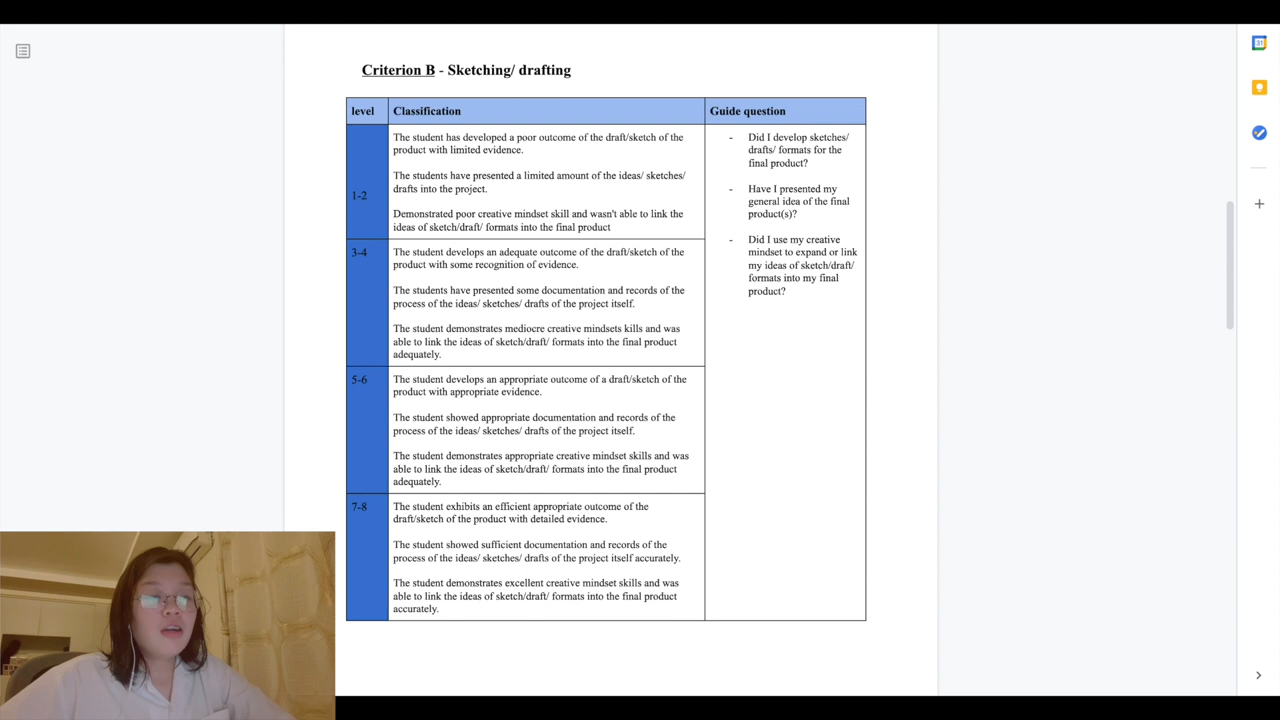 Criterion B - Sketching/ drafting
level Classification Guide question
1-2
The student has developed a poor outcome of the draft/sketch of the
product with limited evidence.
The students have presented a limited amount of the ideas/ sketches/
drafts into the project.
Demonstrated poor creative mindset skill and wasn't able to link the
ideas of sketch/draft/ formats into the final product
- Did I develop sketches/
drafts/ formats for the
final product?
- Have I presented my
general idea of the final
product(s)?
- Did I use my creative
mindset to expand or link
my ideas of sketch/draft/
formats into my final
product?
3-4
The student develops an adequate outcome of the draft/sketch of the
product with some recognition of evidence.
The students have presented some documentation and records of the
process of the ideas/ sketches/ drafts of the project itself.
The student demonstrates mediocre creative mindsets kills and was
able to link the ideas of sketch/draft/ formats into the final product
adequately.
5-6
The student develops an appropriate outcome of a draft/sketch of the
product with appropriate evidence.
The student showed appropriate documentation and records of the
process of the ideas/ sketches/ drafts of the project itself.
The student demonstrates appropriate creative mindset skills and was
able to link the ideas of sketch/draft/ formats into the final product
adequately.
7-8
The student exhibits an efficient appropriate outcome of the
draft/sketch of the product with detailed evidence.
The student showed sufficient documentation and records of the
process of the ideas/ sketches/ drafts of the project itself accurately.
The student demonstrates excellent creative mindset skills and was
able to link the ideas of sketch/draft/ formats into the final product
accurately.
31